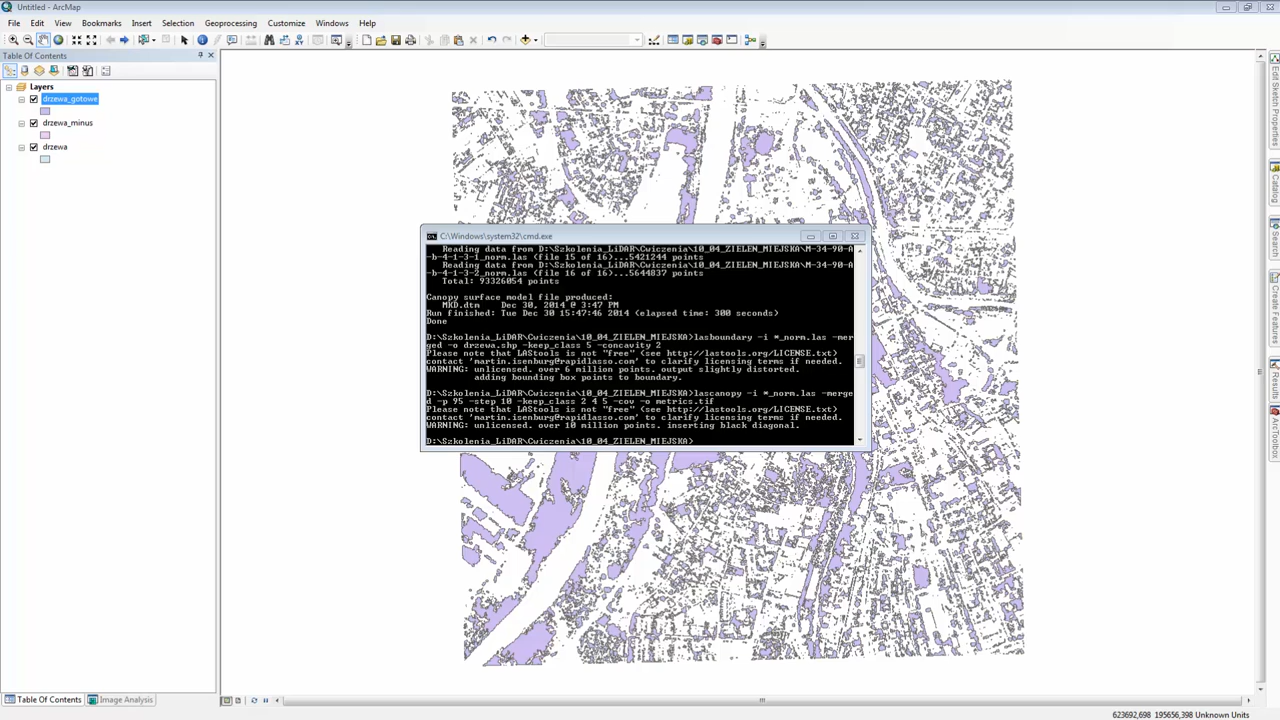 Untitled - ArcMap
File Edit View Bookmarks Insert Selection Geoprocessing Customize Windows Help
Table Of Contents
Layers
drzewa_gotowe
drzewa_minus
drzewa
C:\Windows\system32\cmd.exe
Reading data from D:\Szkolenia_LiDAR\Cwiczenia\10_04_ZIELEN_MIEJSKA\M-34-90-A
-b-4-1-3-1_norm.las (file 15 of 16)...5421244 points
Reading data from D:\Szkolenia_LiDAR\Cwiczenia\10_04_ZIELEN_MIEJSKA\M-34-90-A
-b-4-1-3-2_norm.las (file 16 of 16)...5644837 points
Total: 93326054 points
Canopy surface model file produced:
MKD.dtm Dec 30, 2014 @ 3:47 PM
Run finished: Tue Dec 30 15:47:46 2014 (elapsed time: 300 seconds)
Done
D:\Szkolenia_LiDAR\Cwiczenia\10_04_ZIELEN_MIEJSKA>lasboundary -i *_norm.las -mer
ged -o drzewa.shp -keep_class 5 -concavity 2
Please note that LAStools is not "free" (see http://lastools.org/LICENSE.txt)
contact 'martin.isenburg@rapidlasso.com' to clarify licensing terms if needed.
WARNING: unlicensed. over 6 million points. output slightly distorted.
adding bounding box points to boundary.
D:\Szkolenia_LiDAR\Cwiczenia\10_04_ZIELEN_MIEJSKA>lascanopy -i *_norm.las -merge
d -p 95 -step 10 -keep_class 2 4 5 -cov -o metrics.tif
Please note that LAStools is not "free" (see http://lastools.org/LICENSE.txt)
contact 'martin.isenburg@rapidlasso.com' to clarify licensing terms if needed.
WARNING: unlicensed. over 10 million points. inserting black diagonal.
D:\Szkolenia_LiDAR\Cwiczenia\10_04_ZIELEN_MIEJSKA>
Edit Sketch Properties
Catalog
Search
Create Features
ArcToolbox
Table Of Contents Image Analysis
623692,698 195656,398 Unknown Units